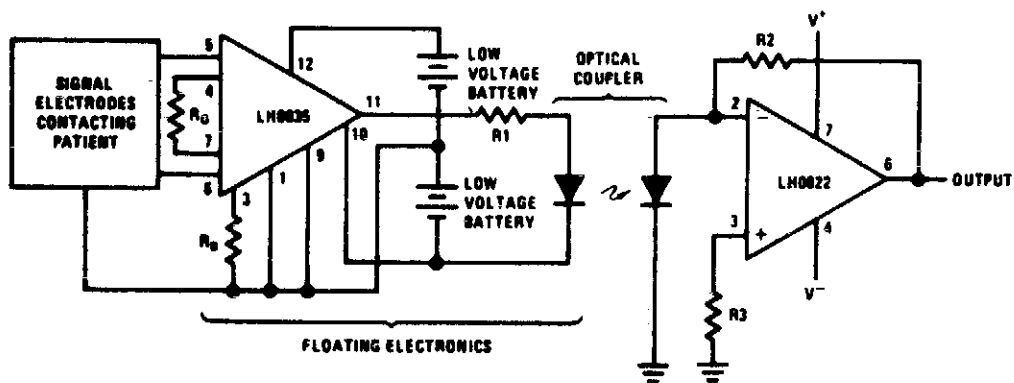 SIGNAL
ELECTRODES
CONTACTING
PATIENT
5
4
RG
7
6
3
RB
LH0036
12
11
10
9
1
LOW
VOLTAGE
BATTERY
LOW
VOLTAGE
BATTERY
R1
OPTICAL
COUPLER
FLOATING ELECTRONICS
R2
V+
2
7
LH0022
6
OUTPUT
3
4
V−
R3